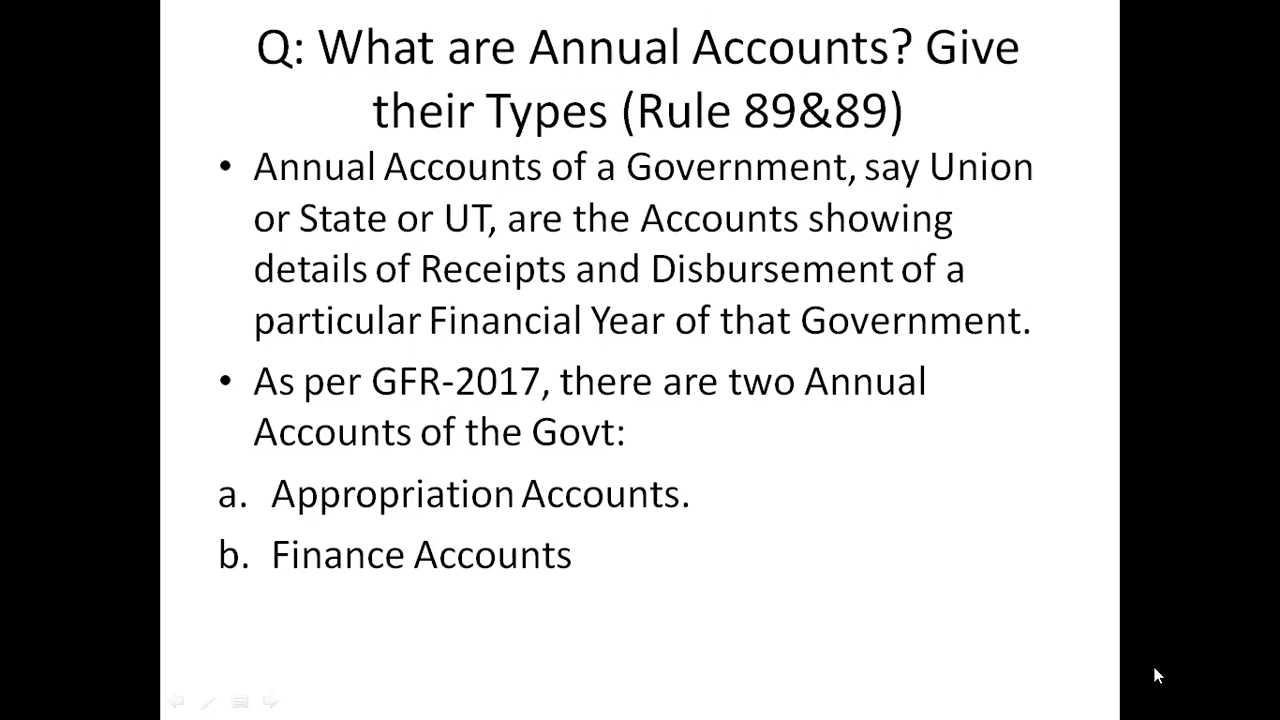 Q: What are Annual Accounts? Give
their Types (Rule 89&89)
• Annual Accounts of a Government, say Union
or State or UT, are the Accounts showing
details of Receipts and Disbursement of a
particular Financial Year of that Government.
• As per GFR-2017, there are two Annual
Accounts of the Govt:
a. Appropriation Accounts.
b. Finance Accounts